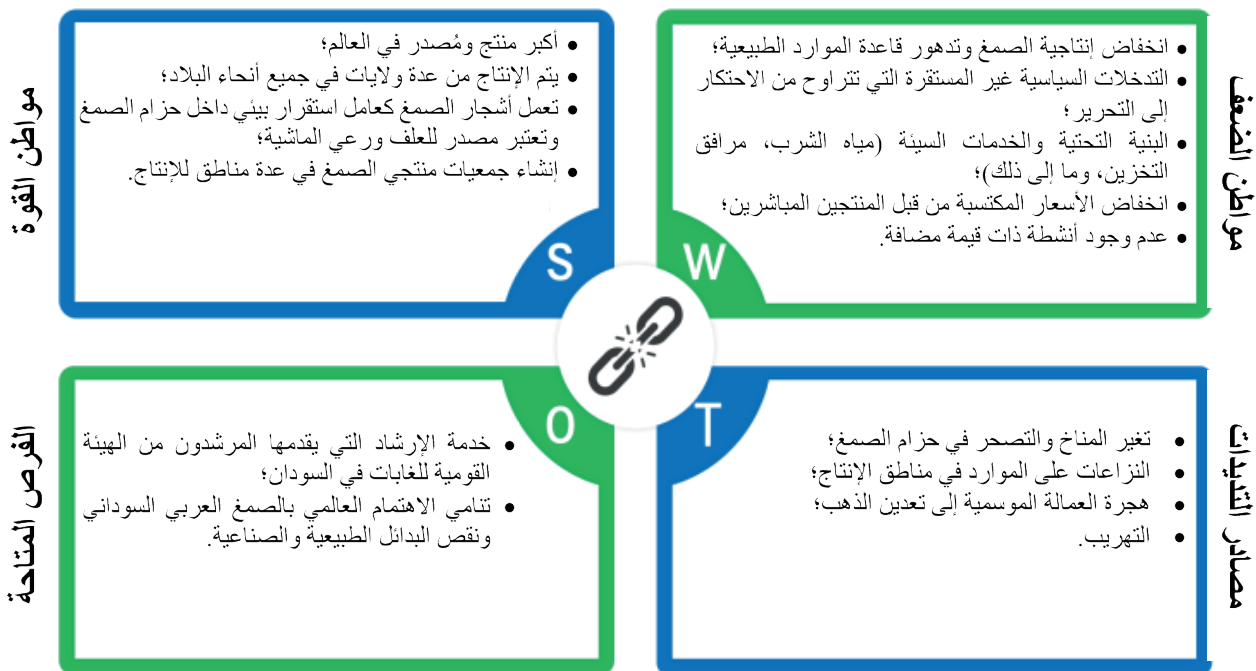 مواطن القوة
• أكبر منتج ومُصدر في العالم؛
• يتم الإنتاج من عدة ولايات في جميع أنحاء البلاد؛
• تعمل أشجار الصمغ كعامل استقرار بيئي داخل حزام الصمغ
وتعتبر مصدر للعلف ورعي الماشية؛
• إنشاء جمعيات منتجي الصمغ في عدة مناطق للإنتاج.
S
مواطن الضعف
• انخفاض إنتاجية الصمغ وتدهور قاعدة الموارد الطبيعية؛
• التدخلات السياسية غير المستقرة التي تتراوح من الاحتكار
إلى التحرير؛
• البنية التحتية والخدمات السيئة (مياه الشرب، مرافق
التخزين، وما إلى ذلك)؛
• انخفاض الأسعار المكتسبة من قبل المنتجين المباشرين؛
• عدم وجود أنشطة ذات قيمة مضافة.
W
الفرص المتاحة
• خدمة الإرشاد التي يقدمها المرشدون من الهيئة
القومية للغابات في السودان؛
• تنامي الاهتمام العالمي بالصمغ العربي السوداني
ونقص البدائل الطبيعية والصناعية.
O
مصادر التديدات
• تغير المناخ والتصحر في حزام الصمغ؛
• النزاعات على الموارد في مناطق الإنتاج؛
• هجرة العمالة الموسمية إلى تعدين الذهب؛
• التهريب.
T